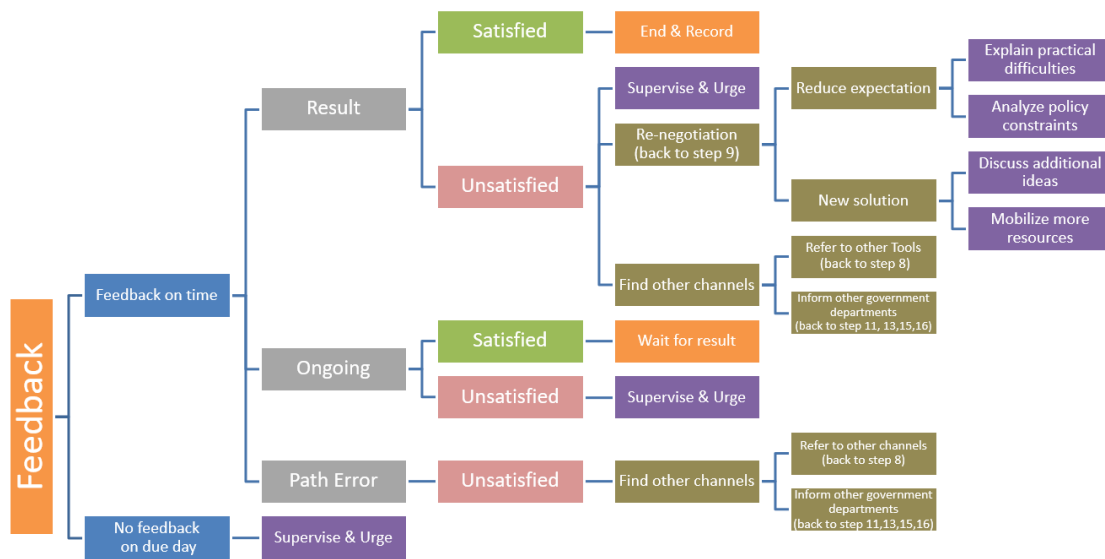 Feedback
Feedback on time
No feedback
on due day
Supervise & Urge
Result
Satisfied
End & Record
Unsatisfied
Supervise & Urge
Re-negotiation
(back to step 9)
Reduce expectation
Explain practical
difficulties
Analyze policy
constraints
New solution
Discuss additional
ideas
Mobilize more
resources
Find other channels
Refer to other Tools
(back to step 8)
Inform other government
departments
(back to step 11, 13,15,16)
Ongoing
Satisfied
Wait for result
Unsatisfied
Supervise & Urge
Path Error
Unsatisfied
Find other channels
Refer to other channels
(back to step 8)
Inform other government
departments
(back to step 11,13,15,16)